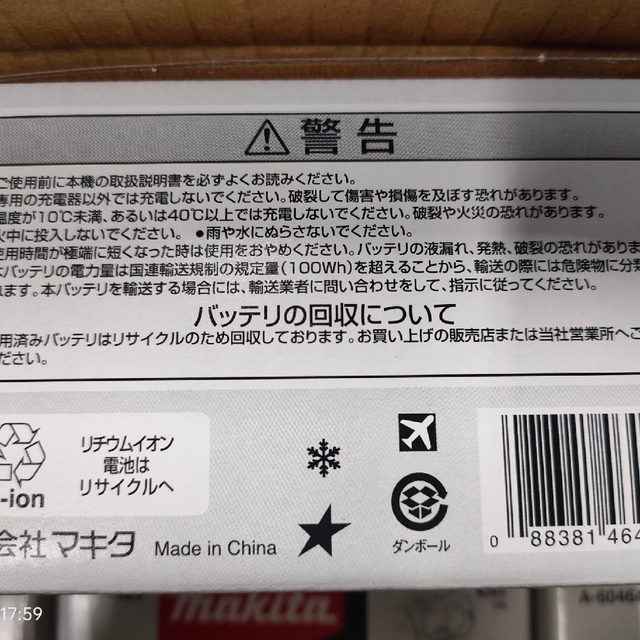 警告
ご使用前に本機の取扱説明書を必ずよくお読みください。
専用の充電器以外では充電しないでください。破裂して傷害や損傷を及ぼす恐れがあります。
温度が10℃未満、あるいは40℃以上では充電しないでください。破裂や火災の恐れがあります。
火中に投入しないでください。 ●雨や水にぬらさないでください。
使用時間が極端に短くなった時は使用をおやめください。バッテリの液漏れ、発熱、破裂の恐れがありま
本バッテリの電力量は国連輸送規制の規定量(100Wh)を超えることから、輸送の際には危険物に分類
れます。本バッテリを輸送する場合には、輸送業者に問い合わせをして、指示に従ってください。
バッテリの回収について
用済みバッテリはリサイクルのため回収しております。お買い上げの販売店または当社営業所へご
ださい。
リチウムイオン
電池は
リサイクルへ
-ion
会社 マキタ Made in China
ダンボール
0 88381 464
17:59
makita
A-60464